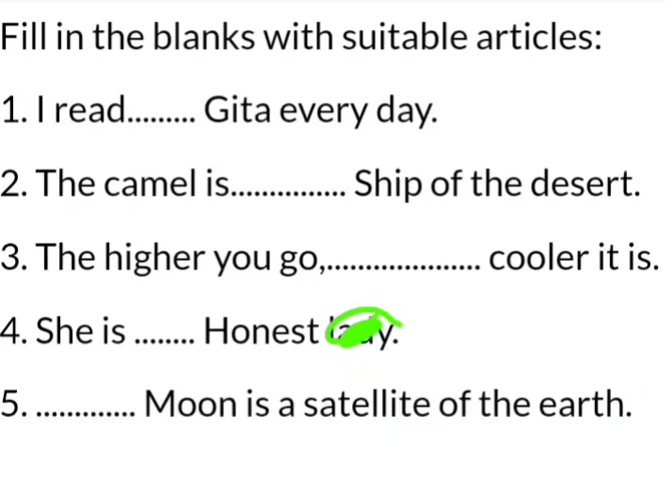 Fill in the blanks with suitable articles:
1. I read......... Gita every day.
2. The camel is............... Ship of the desert.
3. The higher you go,.................... cooler it is.
4. She is ........ Honest
5. ............. Moon is a satellite of the earth.